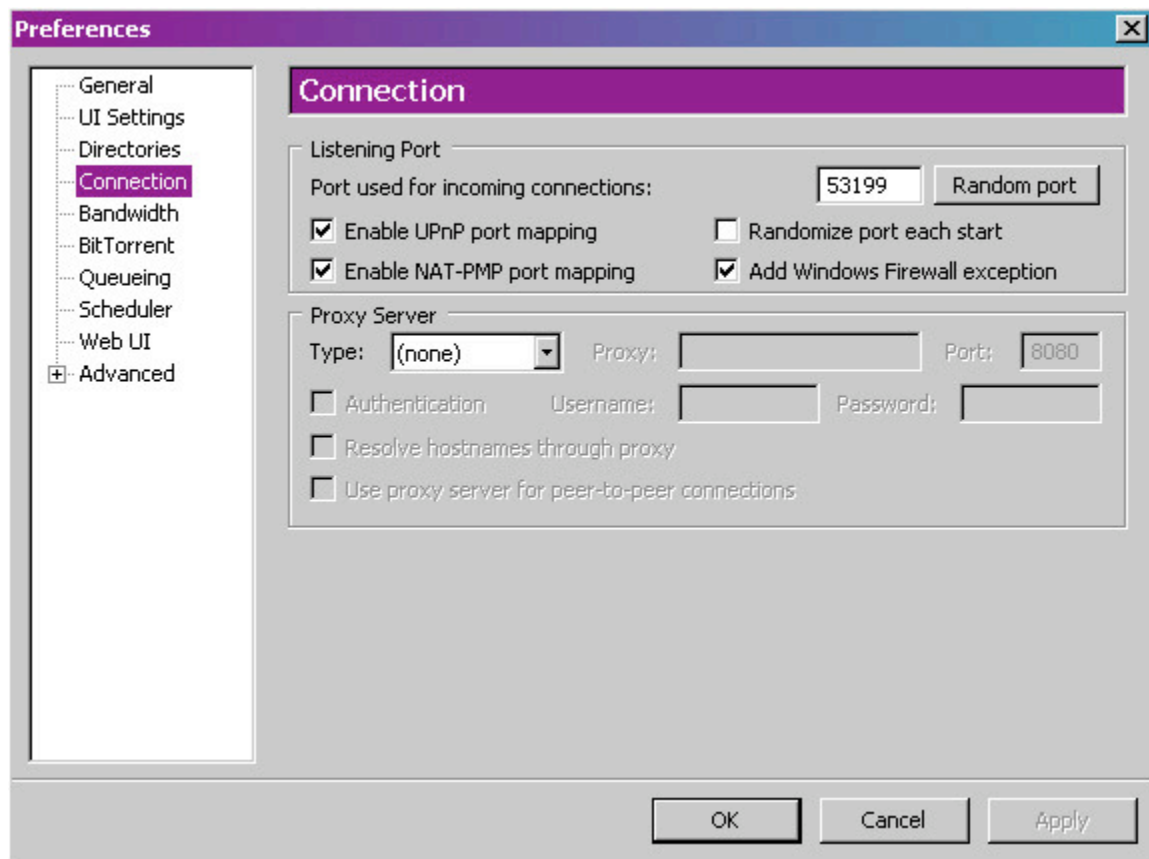 Preferences
General
UI Settings
Directories
Connection
Bandwidth
BitTorrent
Queueing
Scheduler
Web UI
Advanced
Connection
Listening Port
Port used for incoming connections: 53199 Random port
Enable UPnP port mapping Randomize port each start
Enable NAT-PMP port mapping Add Windows Firewall exception
Proxy Server
Type: (none) Proxy: Port: 8080
Authentication Username: Password:
Resolve hostnames through proxy
Use proxy server for peer-to-peer connections
OK Cancel Apply